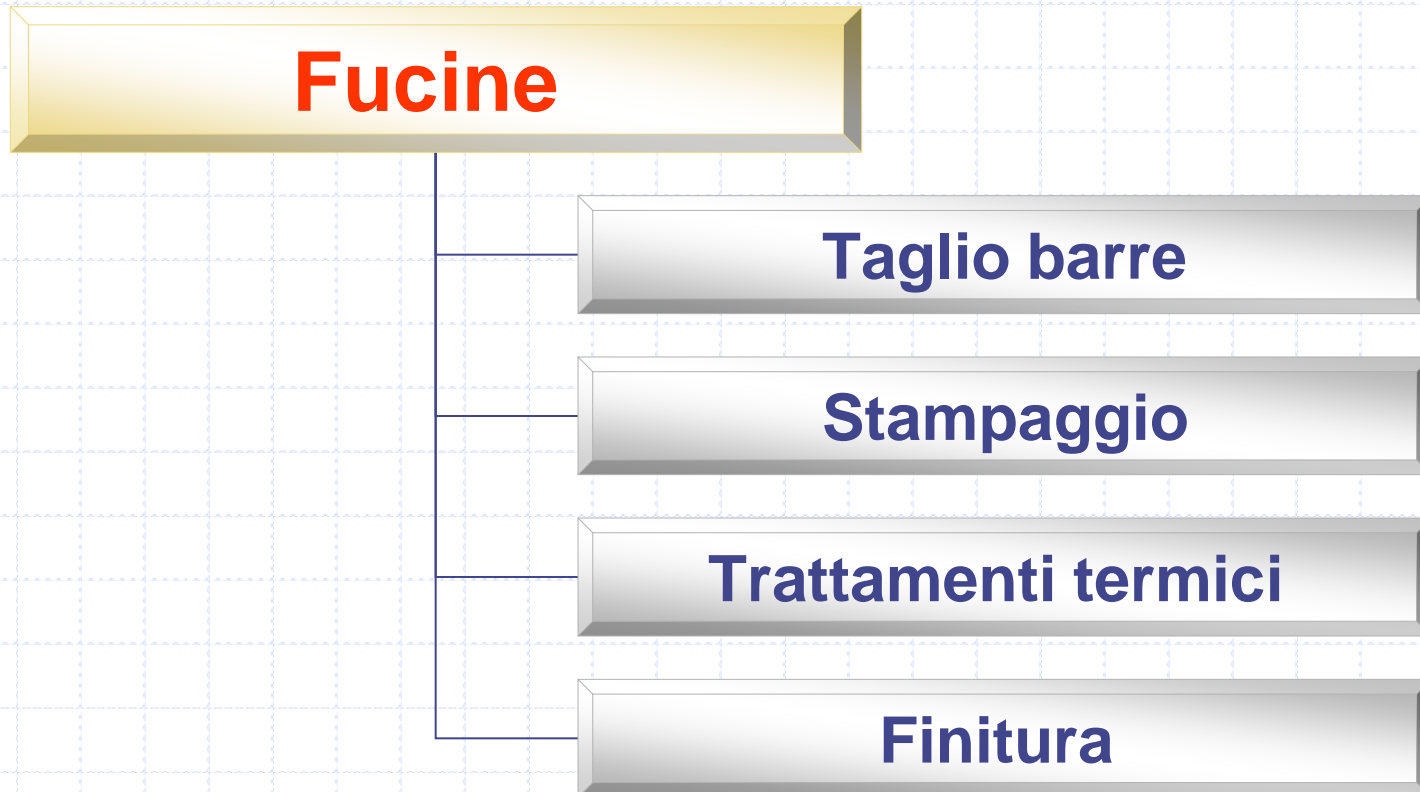 Fucine
Taglio barre
Stampaggio
Trattamenti termici
Finitura